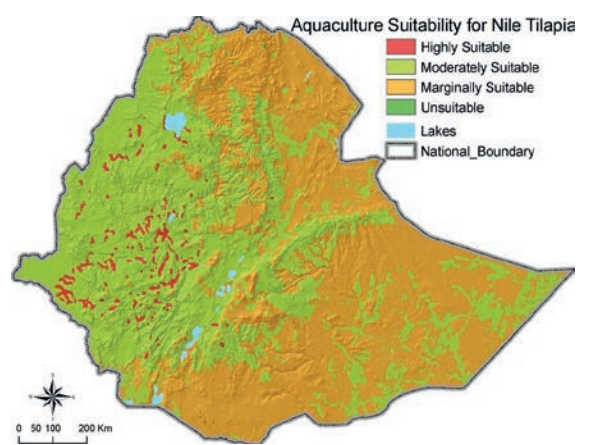 Aquaculture Suitability for Nile Tilapia
Highly Suitable
Moderately Suitable
Marginally Suitable
Unsuitable
Lakes
National_Boundary
0 50 100 200 Km